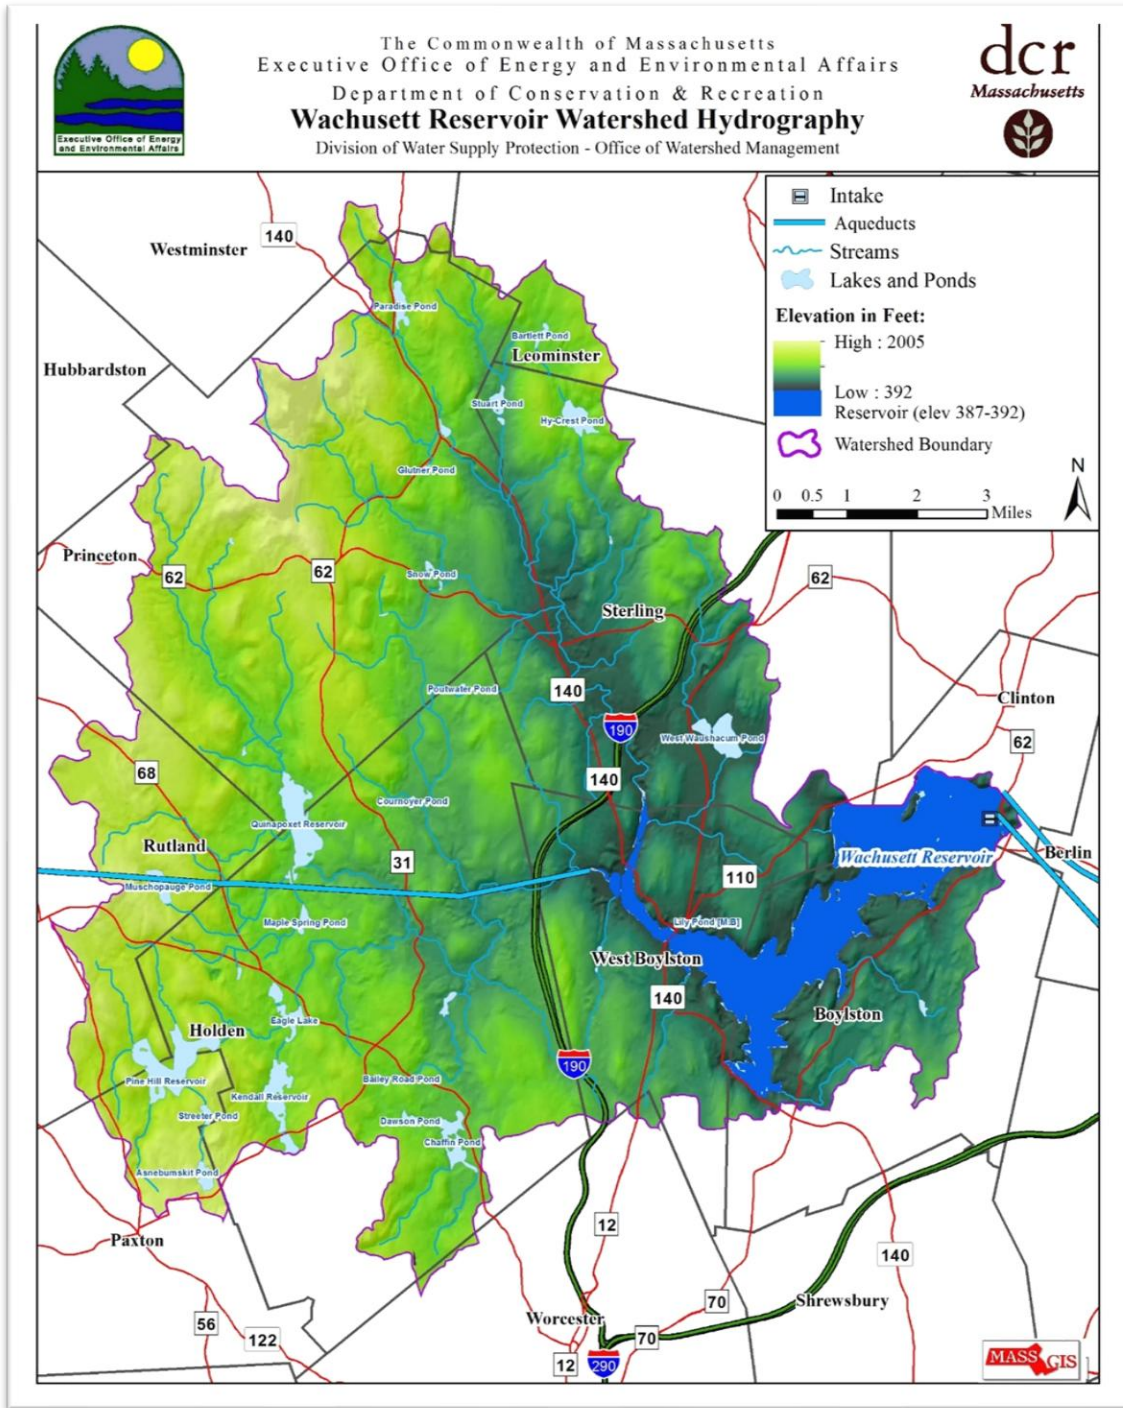 The Commonwealth of Massachusetts
Executive Office of Energy and Environmental Affairs
Department of Conservation & Recreation
Wachusett Reservoir Watershed Hydrography
Division of Water Supply Protection - Office of Watershed Management
Executive Office of Energy
and Environmental Affairs
dcr
Massachusetts
Intake
Aqueducts
Streams
Lakes and Ponds
Elevation in Feet:
High : 2005
Low : 392
Reservoir (elev 387-392)
Watershed Boundary
N
0 0.5 1 2 3
Miles
140
Westminster
Paradise Pond
Bartlett Pond
Leominster
Hubbardston
Stuart Pond
Hy-Crest Pond
Glutner Pond
Princeton
62
62
Snow Pond
62
Sterling
Poutwater Pond
140
Clinton
190
West Waushacum Pond
62
68
140
Cournoyer Pond
Quinapoxet Reservoir
Rutland
31
Wachusett Reservoir
Berlin
Muschopauge Pond
110
Maple Spring Pond
Lily Pond [M.B]
West Boylston
140
Eagle Lake
Boylston
Holden
190
Pine Hill Reservoir
Bailey Road Pond
Kendall Reservoir
Streeter Pond
Dawson Pond
Chaffin Pond
Asnebumskit Pond
Paxton
12
140
70
Shrewsbury
56
Worcester
122
70
12
290
MASS GIS